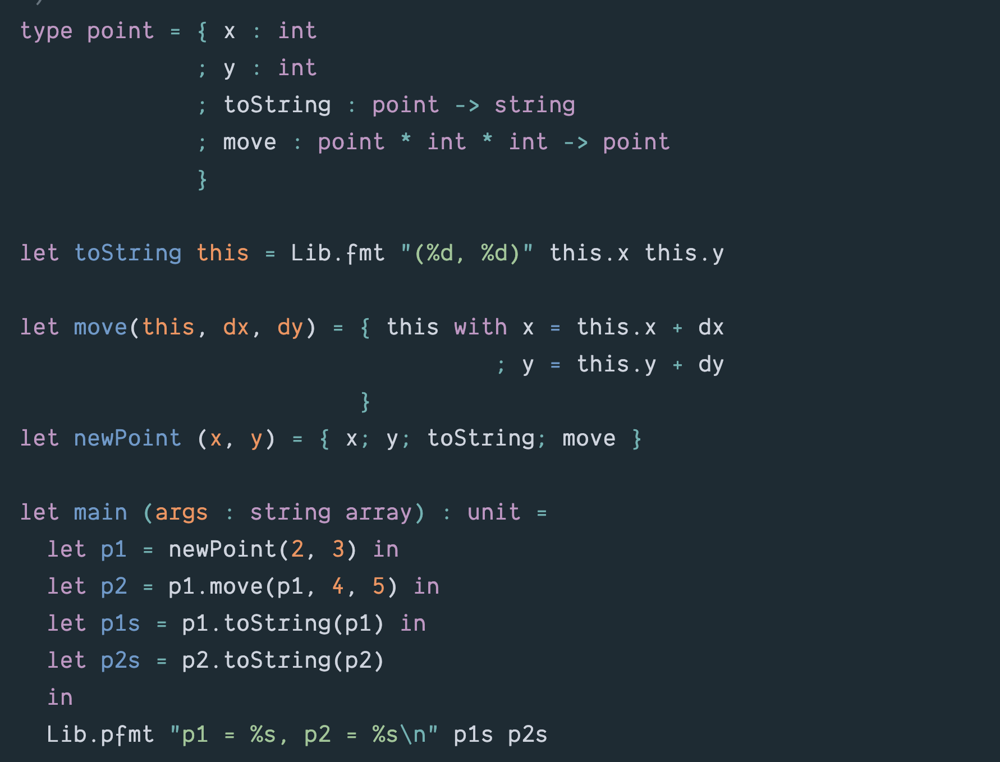 type point = { x : int
             ; y : int
             ; toString : point -> string
             ; move : point * int * int -> point
             }
let toString this = Lib.fmt "(%d, %d)" this.x this.y
let move(this, dx, dy) = { this with x = this.x + dx
                                   ; y = this.y + dy
                         }
let newPoint (x, y) = { x; y; toString; move }
let main (args : string array) : unit =
  let p1 = newPoint(2, 3) in
  let p2 = p1.move(p1, 4, 5) in
  let p1s = p1.toString(p1) in
  let p2s = p2.toString(p2)
  in
  Lib.pfmt "p1 = %s, p2 = %s\n" p1s p2s